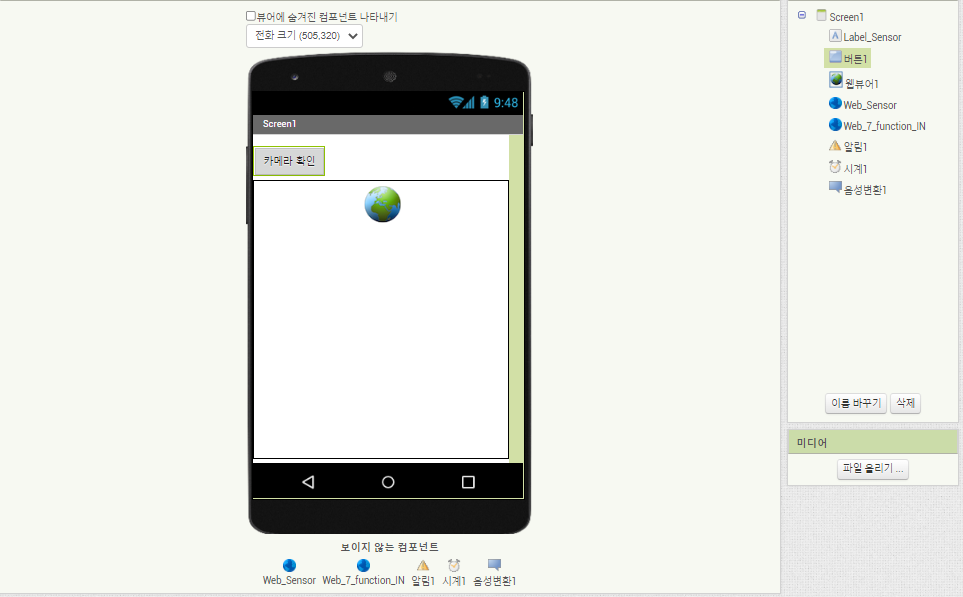 뷰어에 숨겨진 컴포넌트 나타내기
전화 크기 (505,320)
9:48
Screen1
카메라 확인
보이지 않는 컴포넌트
Web_Sensor Web_7_function_IN 알림1 시계1 음성변환1
Screen1
Label_Sensor
버튼1
웹뷰어1
Web_Sensor
Web_7_function_IN
알림1
시계1
음성변환1
이름 바꾸기 삭제
미디어
파일 올리기 ...